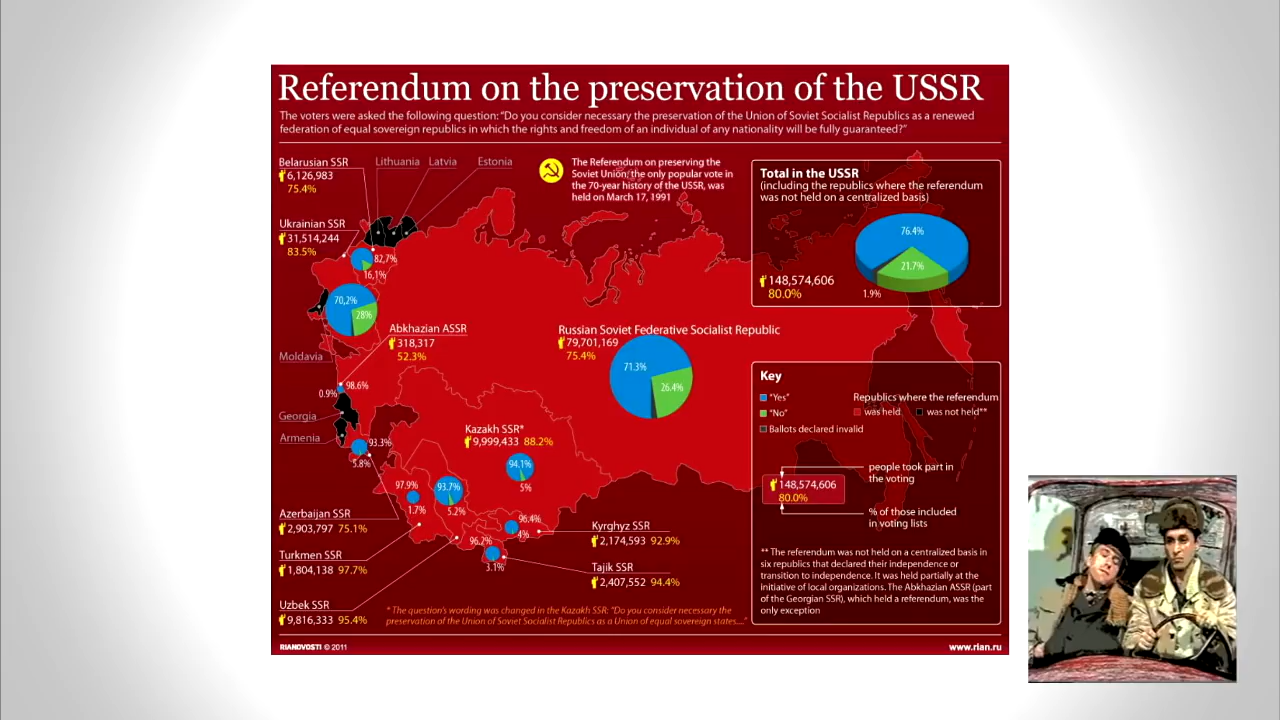 Referendum on the preservation of the USSR
The voters were asked the following question: “Do you consider necessary the preservation of the Union of Soviet Socialist Republics as a renewed
federation of equal sovereign republics in which the rights and freedom of an individual of any nationality will be fully guaranteed?”
Belarusian SSR
6,126,983
75.4%
Lithuania
Latvia
Estonia
The Referendum on preserving the
Soviet Union, the only popular vote in
the 70-year history of the USSR, was
held on March 17, 1991
Total in the USSR
(including the republics where the referendum
was not held on a centralized basis)
76.4%
21.7%
1.9%
148,574,606
80.0%
Ukrainian SSR
31,514,244
83.5%
82,7%
16,1%
70,2%
28%
Abkhazian ASSR
318,317
52.3%
Russian Soviet Federative Socialist Republic
79,701,169
75.4%
71.3%
26.4%
Moldavia
98.6%
0.9%
Georgia
Armenia
93.3%
5.8%
Kazakh SSR*
9,999,433 88.2%
94.1%
5%
97.9%
1.7%
93.7%
5.2%
96.4%
4%
96.2%
3.1%
Azerbaijan SSR
2,903,797 75.1%
Turkmen SSR
1,804,138 97.7%
Uzbek SSR
9,816,333 95.4%
Kyrghyz SSR
2,174,593 92.9%
Tajik SSR
2,407,552 94.4%
Key
“Yes”
“No”
Ballots declared invalid
Republics where the referendum
was held
was not held**
148,574,606
80.0%
people took part in
the voting
% of those included
in voting lists
** The referendum was not held on a centralized basis in
six republics that declared their independence or
transition to independence. It was held partially at the
initiative of local organizations. The Abkhazian ASSR (part
of the Georgian SSR), which held a referendum, was the
only exception
* The question’s wording was changed in the Kazakh SSR: “Do you consider necessary the
preservation of the Union of Soviet Socialist Republics as a Union of equal sovereign states....”
RIANOVOSTI © 2011
www.rian.ru